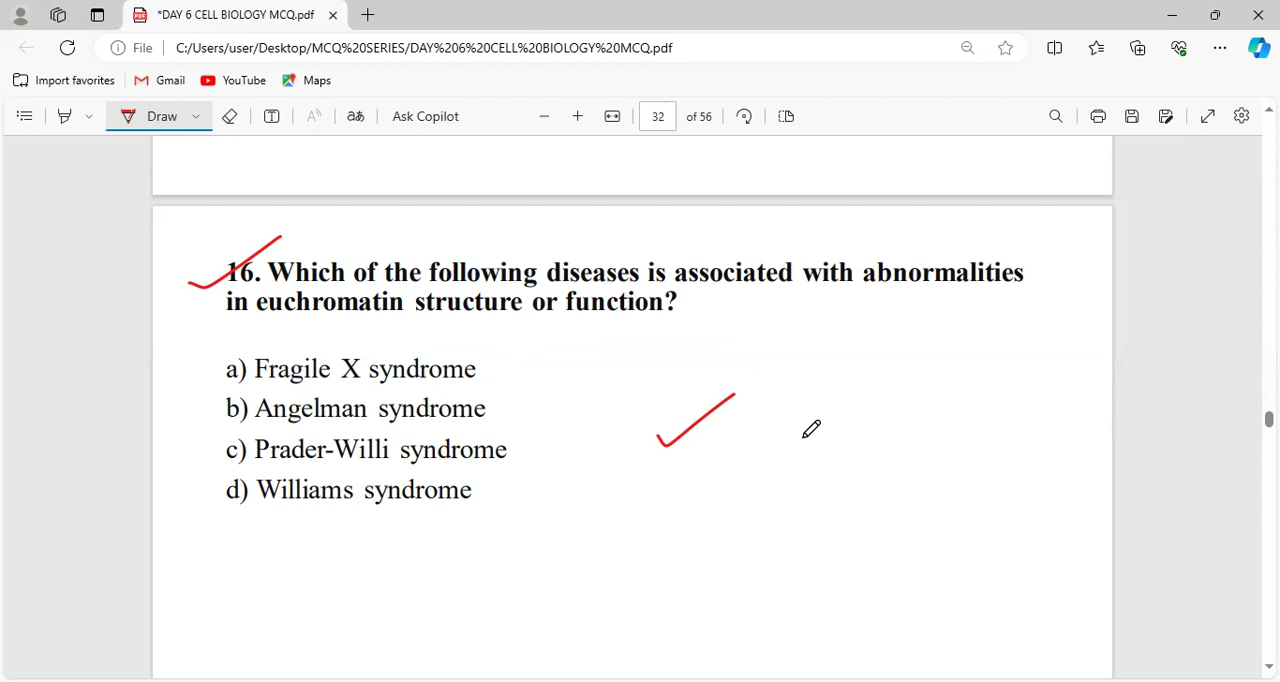 *DAY 6 CELL BIOLOGY MCQ.pdf
File C:/Users/user/Desktop/MCQ%20SERIES/DAY%206%20CELL%20BIOLOGY%20MCQ.pdf
Import favorites Gmail YouTube Maps
Draw aあ Ask Copilot 32 of 56
16. Which of the following diseases is associated with abnormalities
in euchromatin structure or function?
a) Fragile X syndrome
b) Angelman syndrome
c) Prader-Willi syndrome
d) Williams syndrome